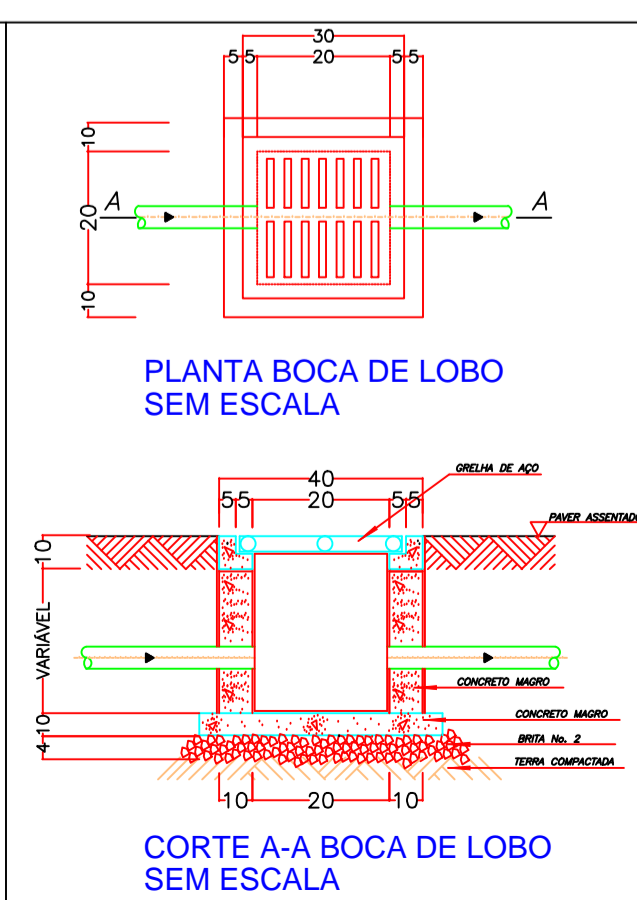 30
5 5 20 5 5
10
20
10
A A
PLANTA BOCA DE LOBO
SEM ESCALA
GRELHA DE AÇO
40
5 5 20 5 5
PAVER ASSENTADO
10
VARIÁVEL
CONCRETO MAGRO
CONCRETO MAGRO
10
BRITA No. 2
4
TERRA COMPACTADA
10 20 10
CORTE A-A BOCA DE LOBO
SEM ESCALA